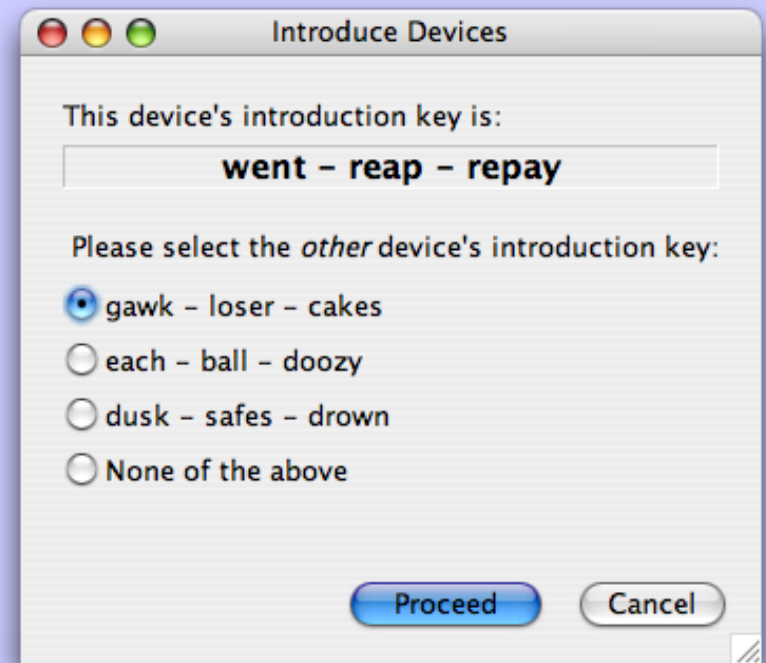 Introduce Devices
This device's introduction key is:
went – reap – repay
Please select the other device's introduction key:
gawk – loser – cakes
each – ball – doozy
dusk – safes – drown
None of the above
Proceed
Cancel